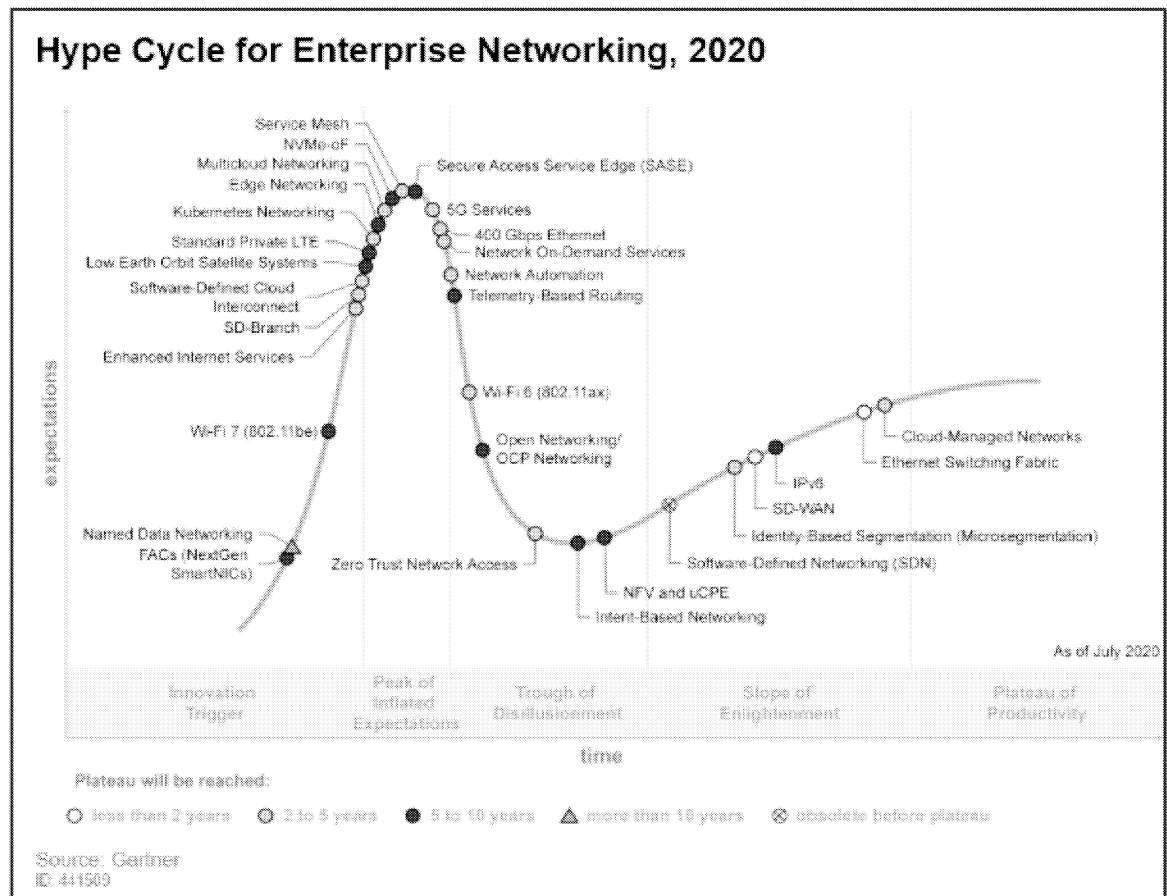 Hype Cycle for Enterprise Networking, 2020
Service Mesh
NVMe-oF
Multicloud Networking
Edge Networking
Kubernetes Networking
Standard Private LTE
Low Earth Orbit Satellite Systems
Software-Defined Cloud
Interconnect
SD-Branch
Enhanced Internet Services
Wi-Fi 7 (802.11be)
Named Data Networking
FACs (NextGen
SmartNICs)
Secure Access Service Edge (SASE)
5G Services
400 Gbps Ethernet
Network On-Demand Services
Network Automation
Telemetry-Based Routing
Wi-Fi 6 (802.11ax)
Open Networking/
OCP Networking
Zero Trust Network Access
Intent-Based Networking
NFV and uCPE
Software-Defined Networking (SDN)
Identity-Based Segmentation (Microsegmentation)
SD-WAN
IPv6
Ethernet Switching Fabric
Cloud-Managed Networks
expectations
As of July 2020
Innovation
Trigger
Peak of
Inflated
Expectations
Trough of
Disillusionment
Slope of
Enlightenment
Plateau of
Productivity
time
Plateau will be reached:
less than 2 years
2 to 5 years
5 to 10 years
more than 10 years
obsolete before plateau
Source: Gartner
ID: 441509